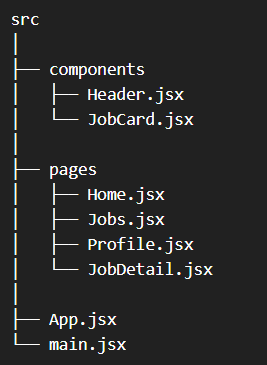 src
│
├── components
│   ├── Header.jsx
│   └── JobCard.jsx
│
├── pages
│   ├── Home.jsx
│   ├── Jobs.jsx
│   ├── Profile.jsx
│   └── JobDetail.jsx
│
├── App.jsx
└── main.jsx